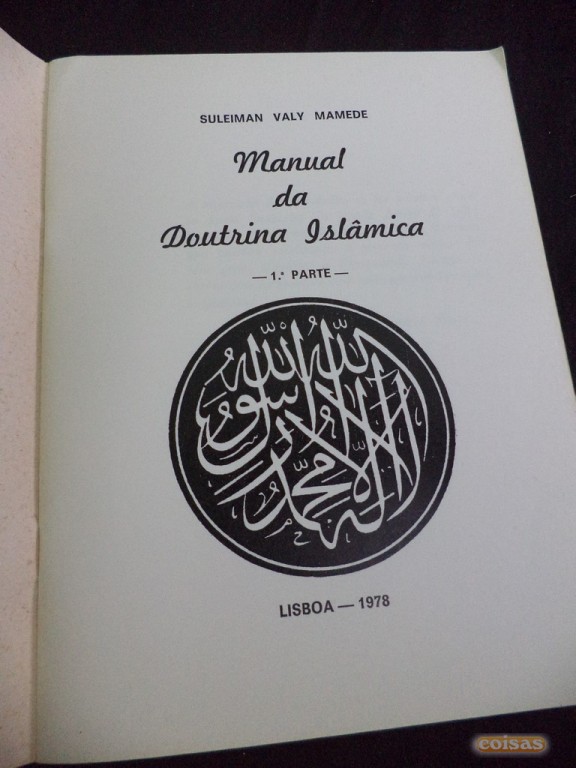 SULEIMAN VALY MAMEDE
Manual
da
Doutrina Islâmica
— 1.ª PARTE —
لا إله إلا الله محمد رسول الله
LISBOA — 1978
coisas